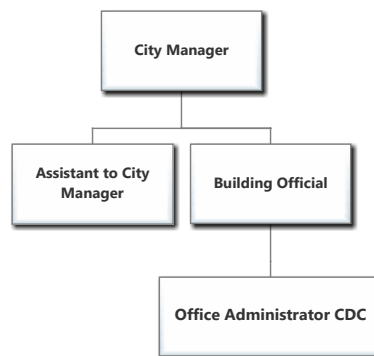 City Manager
Assistant to City
Manager
Building Official
Office Administrator CDC